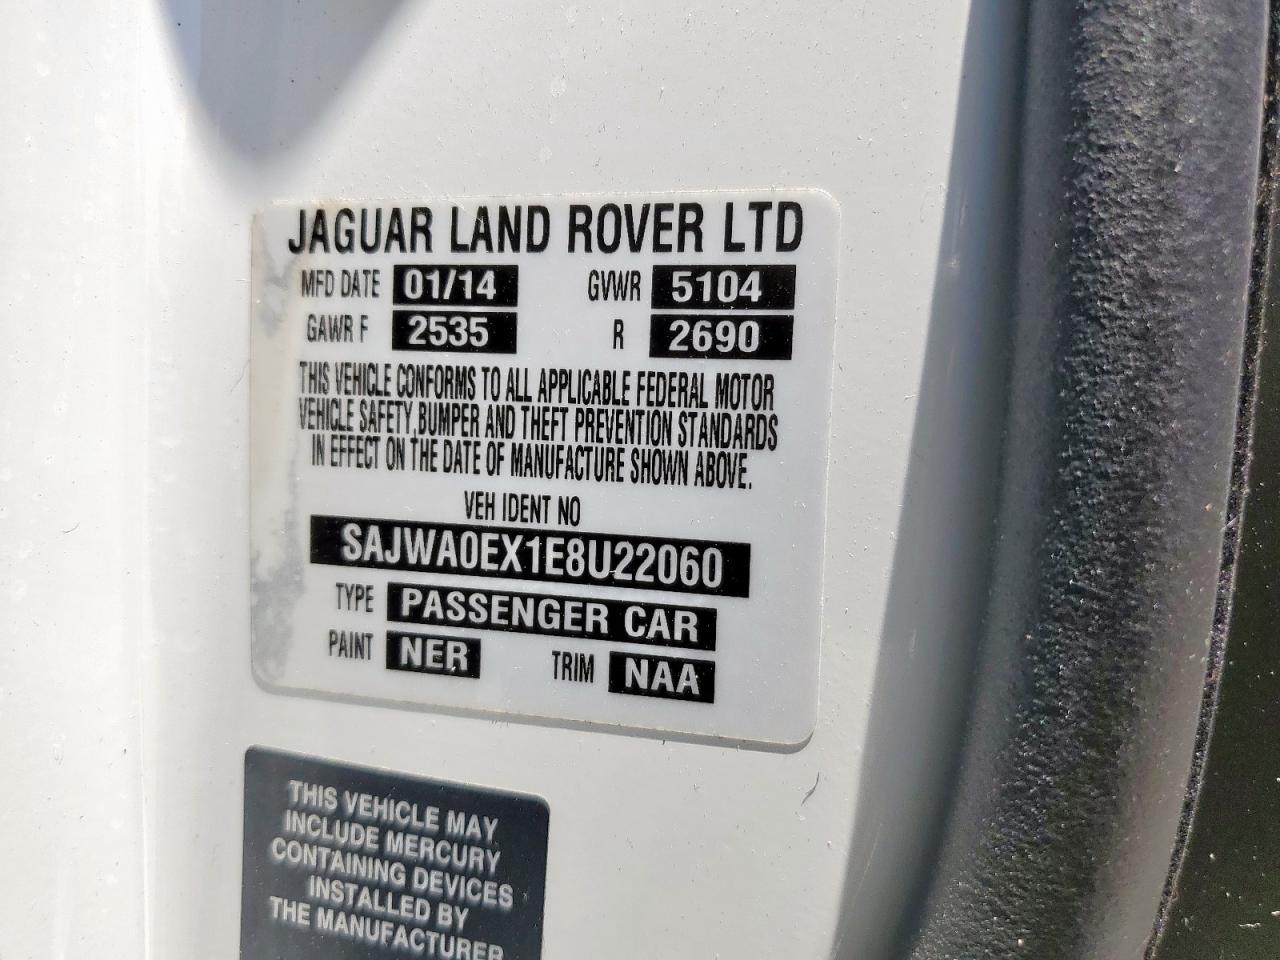 JAGUAR LAND ROVER LTD
MFD DATE 01/14 GVWR 5104
GAWR F 2535 R 2690
THIS VEHICLE CONFORMS TO ALL APPLICABLE FEDERAL MOTOR
VEHICLE SAFETY, BUMPER AND THEFT PREVENTION STANDARDS
IN EFFECT ON THE DATE OF MANUFACTURE SHOWN ABOVE.
VEH IDENT NO
SAJWA0EX1E8U22060
TYPE PASSENGER CAR
PAINT NER TRIM NAA
THIS VEHICLE MAY
INCLUDE MERCURY
CONTAINING DEVICES
INSTALLED BY
THE MANUFACTURER